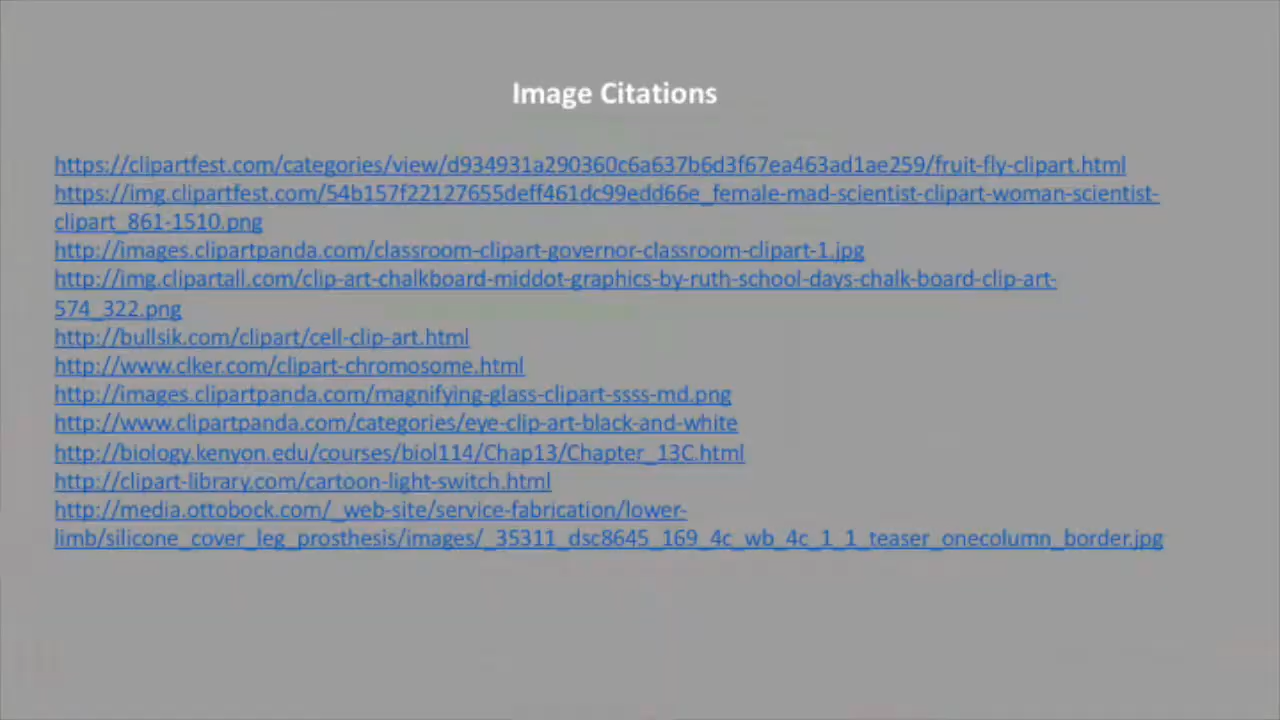 Image Citations
https://clipartfest.com/categories/view/d934931a290360c6a637b6d3f67ea463ad1ae259/fruit-fly-clipart.html
https://img.clipartfest.com/54b157f22127655deff461dc99edd66e_female-mad-scientist-clipart-woman-scientist-
clipart_861-1510.png
http://images.clipartpanda.com/classroom-clipart-governor-classroom-clipart-1.jpg
http://img.clipartall.com/clip-art-chalkboard-middot-graphics-by-ruth-school-days-chalk-board-clip-art-
574_322.png
http://bullsik.com/clipart/cell-clip-art.html
http://www.clker.com/clipart-chromosome.html
http://images.clipartpanda.com/magnifying-glass-clipart-ssss-md.png
http://www.clipartpanda.com/categories/eye-clip-art-black-and-white
http://biology.kenyon.edu/courses/biol114/Chap13/Chapter_13C.html
http://clipart-library.com/cartoon-light-switch.html
http://media.ottobock.com/_web-site/service-fabrication/lower-
limb/silicone_cover_leg_prosthesis/images/_35311_dsc8645_169_4c_wb_4c_1_1_teaser_onecolumn_border.jpg